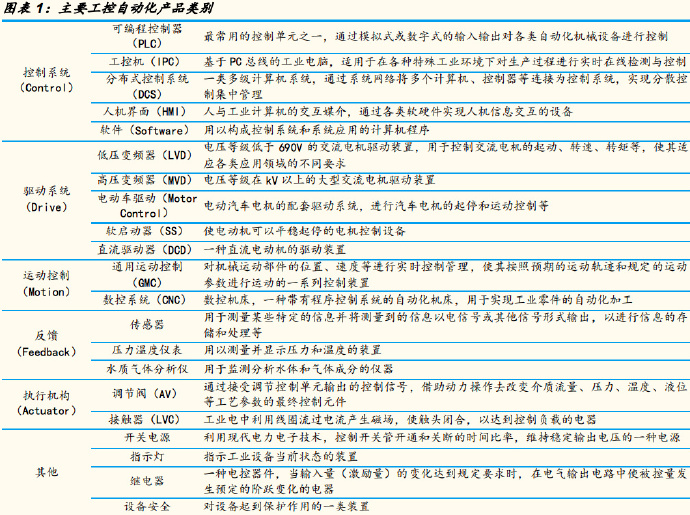 图表 1：主要工控自动化产品类别
控制系统
（Control）
可编程控制器
（PLC）
最常用的控制单元之一，通过模拟式或数字式的输入输出对各类自动化机械设备进行控制
工控机（IPC）
基于 PC 总线的工业电脑，适用于在各种特殊工业环境下对生产过程进行实时在线检测与控制
分布式控制系统
（DCS）
一类多级计算机系统，通过系统网络将多个计算机、控制器等连接为控制系统，实现分散控
制集中管理
人机界面（HMI）
人与工业计算机的交互媒介，通过各类软硬件实现人机信息交互的设备
软件（Software）
用以构成控制系统和系统应用的计算机程序
驱动系统
（Drive）
低压变频器（LVD）
电压等级低于 690V 的交流电机驱动装置，用于控制交流电机的起动、转速、转矩等，使其适
应各类应用领域的不同要求
高压变频器（MVD）
电压等级在 kV 以上的大型交流电机驱动装置
电动车驱动（Motor
Control）
电动汽车电机的配套驱动系统，进行汽车电机的起停和运动控制等
软启动器（SS）
使电动机可以平稳起停的电机控制设备
直流驱动器（DCD）
一种直流电动机的驱动装置
运动控制
（Motion）
通用运动控制
（GMC）
对机械运动部件的位置、速度等进行实时控制管理，使其按照预期的运动轨迹和规定的运动
参数进行运动的一系列控制装置
数控系统（CNC）
数控机床，一种带有程序控制系统的自动化机床，用于实现工业零件的自动化加工
反馈
（Feedback）
传感器
用于测量某些特定的信息并将测量到的信息以电信号或其他信号形式输出，以进行信息的存
储和处理等
压力温度仪表
用以测量并显示压力和温度的装置
水质气体分析仪
用于监测分析水体和气体成分的仪器
执行机构
（Actuator）
调节阀（AV）
通过接受调节控制单元输出的控制信号，借助动力操作去改变介质流量、压力、温度、液位
等工艺参数的最终控制元件
接触器（LVC）
工业电中利用线圈流过电流产生磁场，使触头闭合，以达到控制负载的电器
其他
开关电源
利用现代电力电子技术，控制开关管开通和关断的时间比率，维持稳定输出电压的一种电源
指示灯
指示工业设备当前状态的装置
继电器
一种电控器件，当输入量（激励量）的变化达到规定要求时，在电气输出电路中使被控量发
生预定的阶跃变化的电器
设备安全
对设备起到保护作用的一类装置